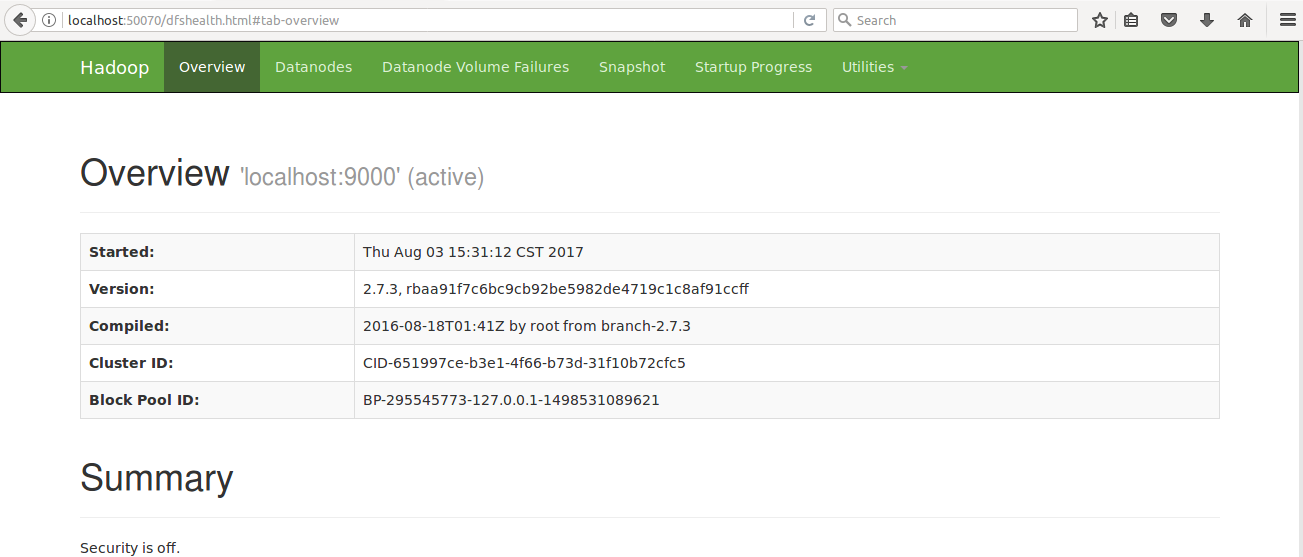 localhost:50070/dfshealth.html#tab-overview Search
Hadoop Overview Datanodes Datanode Volume Failures Snapshot Startup Progress Utilities
Overview 'localhost:9000' (active)
Started: Thu Aug 03 15:31:12 CST 2017
Version: 2.7.3, rbaa91f7c6bc9cb92be5982de4719c1c8af91ccff
Compiled: 2016-08-18T01:41Z by root from branch-2.7.3
Cluster ID: CID-651997ce-b3e1-4f66-b73d-31f10b72cfc5
Block Pool ID: BP-295545773-127.0.0.1-1498531089621
Summary
Security is off.